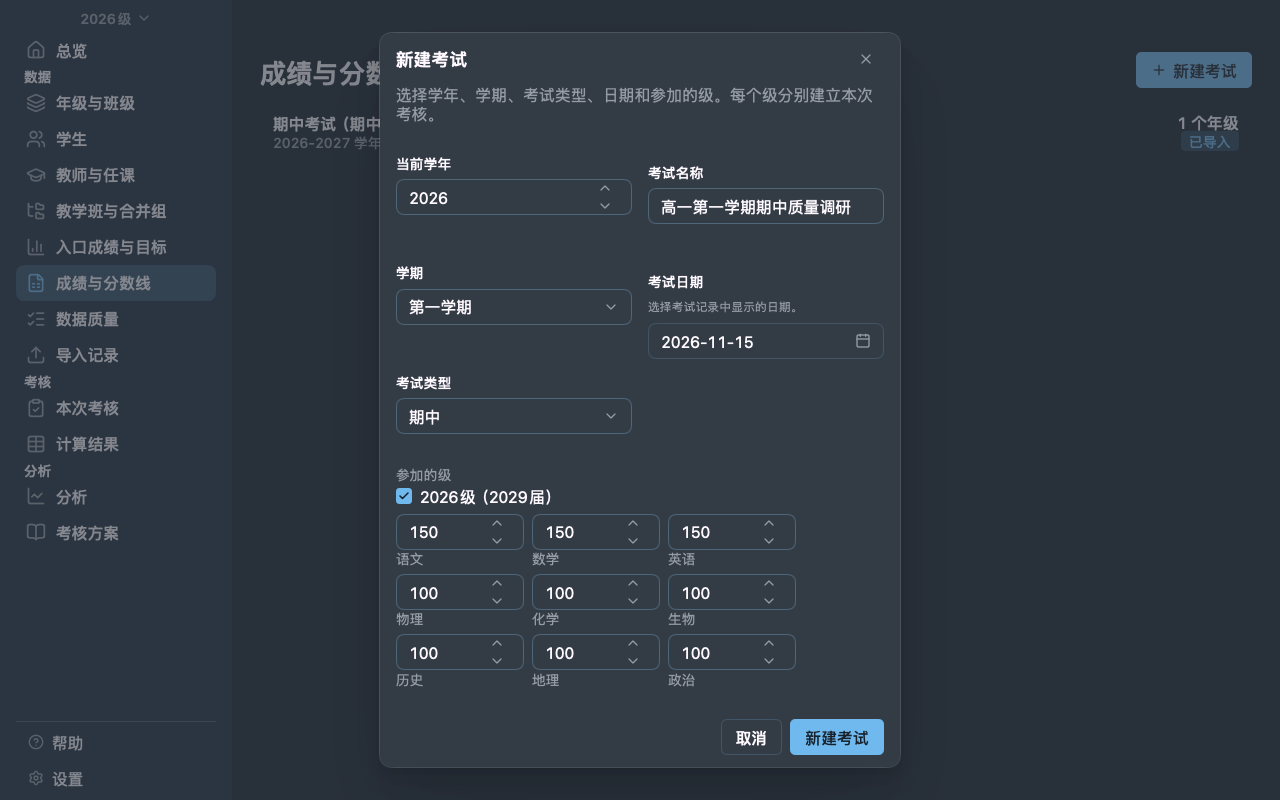 2026级
总览
数据
年级与班级
学生
教师与任课
教学班与合并组
入口成绩与目标
成绩与分数线
数据质量
导入记录
考核
本次考核
计算结果
分析
分析
考核方案
帮助
设置
成绩与分数
新建考试
期中考试（期中
2026-2027 学年
1 个年级
已导入
新建考试
选择学年、学期、考试类型、日期和参加的级。每个级分别建立本次
考核。
当前学年
2026
考试名称
高一第一学期期中质量调研
学期
第一学期
考试日期
选择考试记录中显示的日期。
2026-11-15
考试类型
期中
参加的级
2026级（2029届）
150 150 150
语文 数学 英语
100 100 100
物理 化学 生物
100 100 100
历史 地理 政治
取消
新建考试